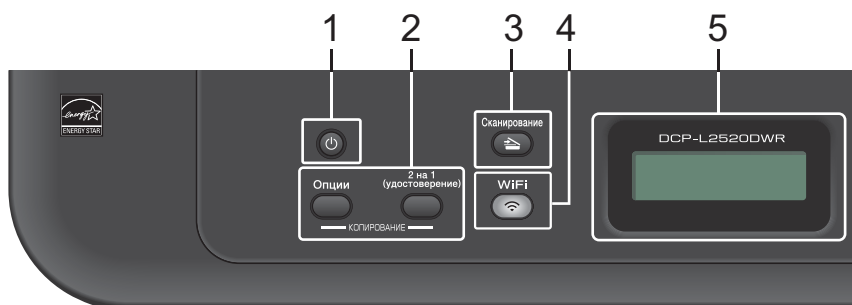 1 2 3 4 5
energy
ENERGY STAR
Сканирование
DCP-L2520DWR
Опции
2 на 1
(удостоверение)
WiFi
КОПИРОВАНИЕ